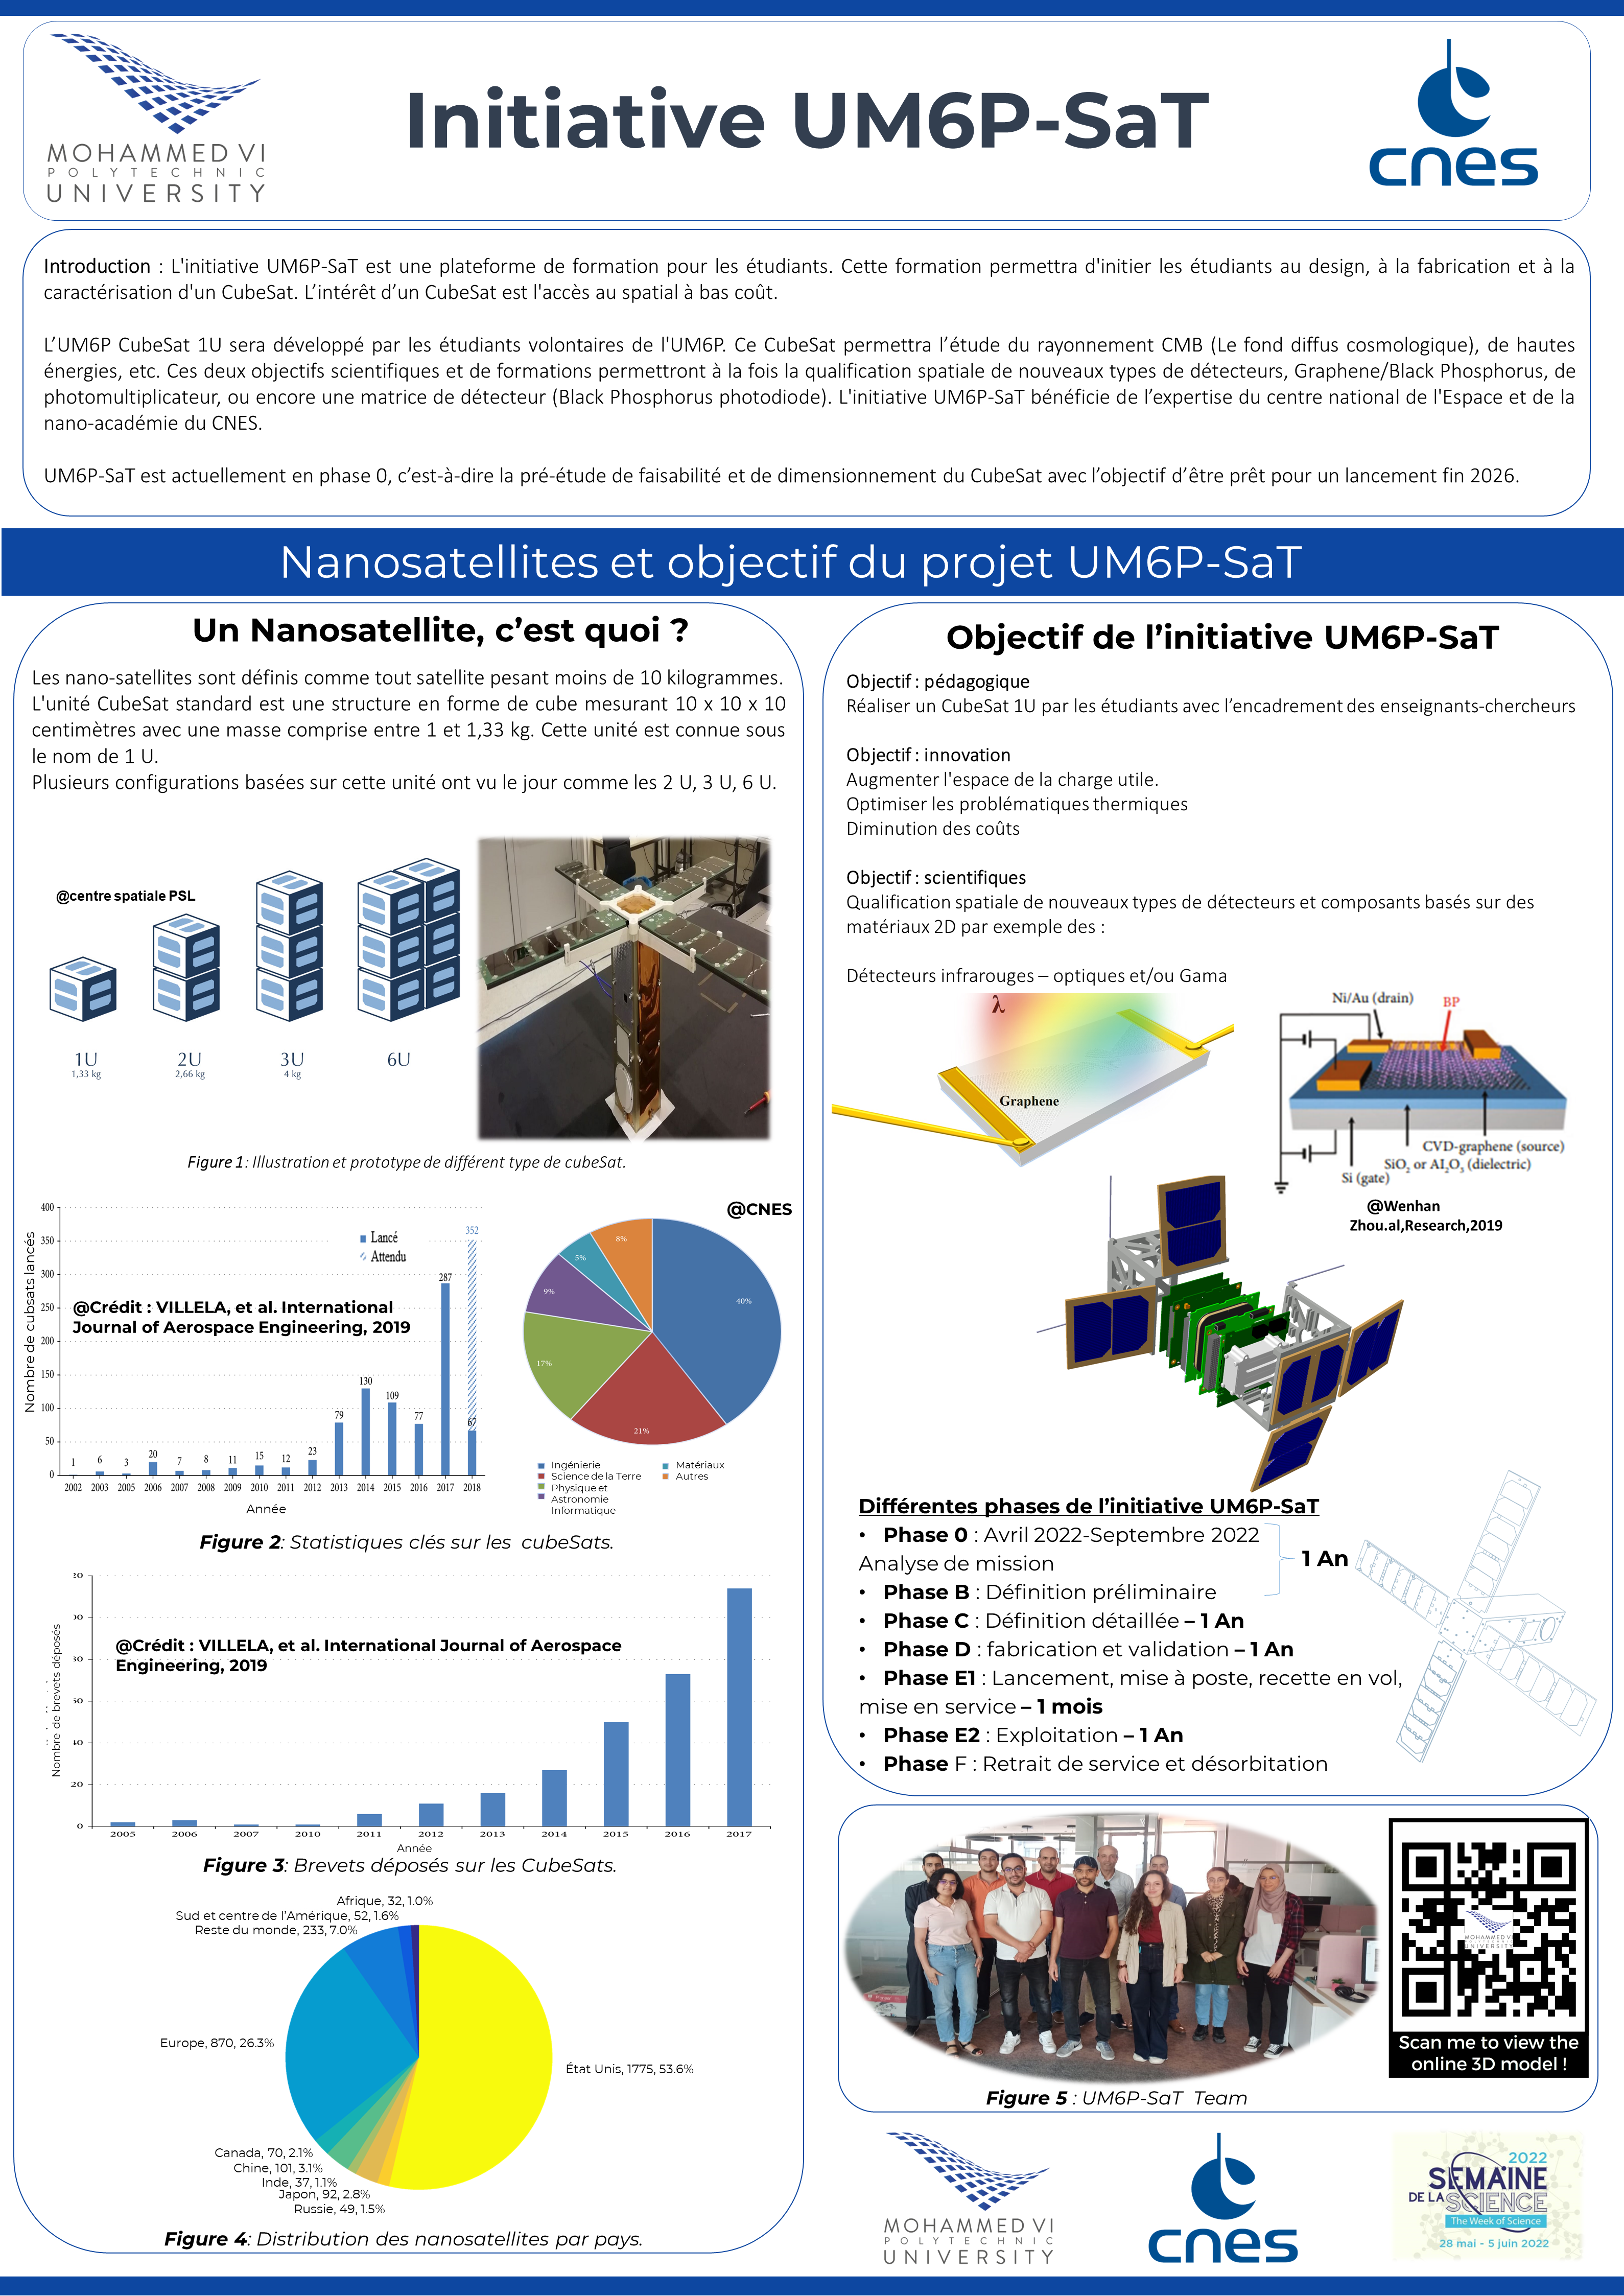 MOHAMMED VI
POLYTECHNIC
UNIVERSITY
Initiative UM6P-SaT
cnes
Introduction : L'initiative UM6P-SaT est une plateforme de formation pour les étudiants. Cette formation permettra d'initier les étudiants au design, à la fabrication et à la
caractérisation d'un CubeSat. L’intérêt d’un CubeSat est l'accès au spatial à bas coût.
L’UM6P CubeSat 1U sera développé par les étudiants volontaires de l'UM6P. Ce CubeSat permettra l’étude du rayonnement CMB (Le fond diffus cosmologique), de hautes
énergies, etc. Ces deux objectifs scientifiques et de formations permettront à la fois la qualification spatiale de nouveaux types de détecteurs, Graphene/Black Phosphorus, de
photomultiplicateur, ou encore une matrice de détecteur (Black Phosphorus photodiode). L'initiative UM6P-SaT bénéficie de l’expertise du centre national de l'Espace et de la
nano-académie du CNES.
UM6P-SaT est actuellement en phase 0, c’est-à-dire la pré-étude de faisabilité et de dimensionnement du CubeSat avec l’objectif d’être prêt pour un lancement fin 2026.
Nanosatellites et objectif du projet UM6P-SaT
Un Nanosatellite, c’est quoi ?
Les nano-satellites sont définis comme tout satellite pesant moins de 10 kilogrammes.
L'unité CubeSat standard est une structure en forme de cube mesurant 10 x 10 x 10
centimètres avec une masse comprise entre 1 et 1,33 kg. Cette unité est connue sous
le nom de 1 U.
Plusieurs configurations basées sur cette unité ont vu le jour comme les 2 U, 3 U, 6 U.
@centre spatiale PSL
1U 2U 3U 6U
1,33 kg 2,66 kg 4 kg
Figure 1: Illustration et prototype de différent type de cubeSat.
Nombre de cubsats lancés
400
350
300
250
200
150
100
50
0
Lancé
Attendu
@Crédit : VILLELA, et al. International
Journal of Aerospace Engineering, 2019
1 6 3 20 7 8 11 15 12 23 79 130 109 77 287 352 67
2002 2003 2005 2006 2007 2008 2009 2010 2011 2012 2013 2014 2015 2016 2017 2018
Année
@CNES
40%
21%
17%
9%
5%
8%
Ingénierie
Science de la Terre
Physique et
Astronomie
Informatique
Matériaux
Autres
Figure 2: Statistiques clés sur les cubeSats.
Nombre de brevets déposés
20
00
80
60
40
20
0
@Crédit : VILLELA, et al. International Journal of Aerospace
Engineering, 2019
2005 2006 2007 2010 2011 2012 2013 2014 2015 2016 2017
Année
Figure 3: Brevets déposés sur les CubeSats.
Afrique, 32, 1.0%
Sud et centre de l’Amérique, 52, 1.6%
Reste du monde, 233, 7.0%
Europe, 870, 26.3%
État Unis, 1775, 53.6%
Canada, 70, 2.1%
Chine, 101, 3.1%
Inde, 37, 1.1%
Japon, 92, 2.8%
Russie, 49, 1.5%
Figure 4: Distribution des nanosatellites par pays.
Objectif de l’initiative UM6P-SaT
Objectif : pédagogique
Réaliser un CubeSat 1U par les étudiants avec l’encadrement des enseignants-chercheurs
Objectif : innovation
Augmenter l'espace de la charge utile.
Optimiser les problématiques thermiques
Diminution des coûts
Objectif : scientifiques
Qualification spatiale de nouveaux types de détecteurs et composants basés sur des
matériaux 2D par exemple des :
Détecteurs infrarouges – optiques et/ou Gama
λ
Graphene
Ni/Au (drain)
BP
CVD-graphene (source)
SiO2 or Al2O3 (dielectric)
Si (gate)
@Wenhan
Zhou.al,Research,2019
Différentes phases de l’initiative UM6P-SaT
• Phase 0 : Avril 2022-Septembre 2022
Analyse de mission
1 An
• Phase B : Définition préliminaire
• Phase C : Définition détaillée – 1 An
• Phase D : fabrication et validation – 1 An
• Phase E1 : Lancement, mise à poste, recette en vol,
mise en service – 1 mois
• Phase E2 : Exploitation – 1 An
• Phase F : Retrait de service et désorbitation
MOHAMMED VI
POLYTECHNIC
UNIVERSITY
Scan me to view the
online 3D model !
Figure 5 : UM6P-SaT Team
MOHAMMED VI
POLYTECHNIC
UNIVERSITY
cnes
2022
SEMAINE
DE LA SCIENCE
The Week of Science
28 mai - 5 juin 2022